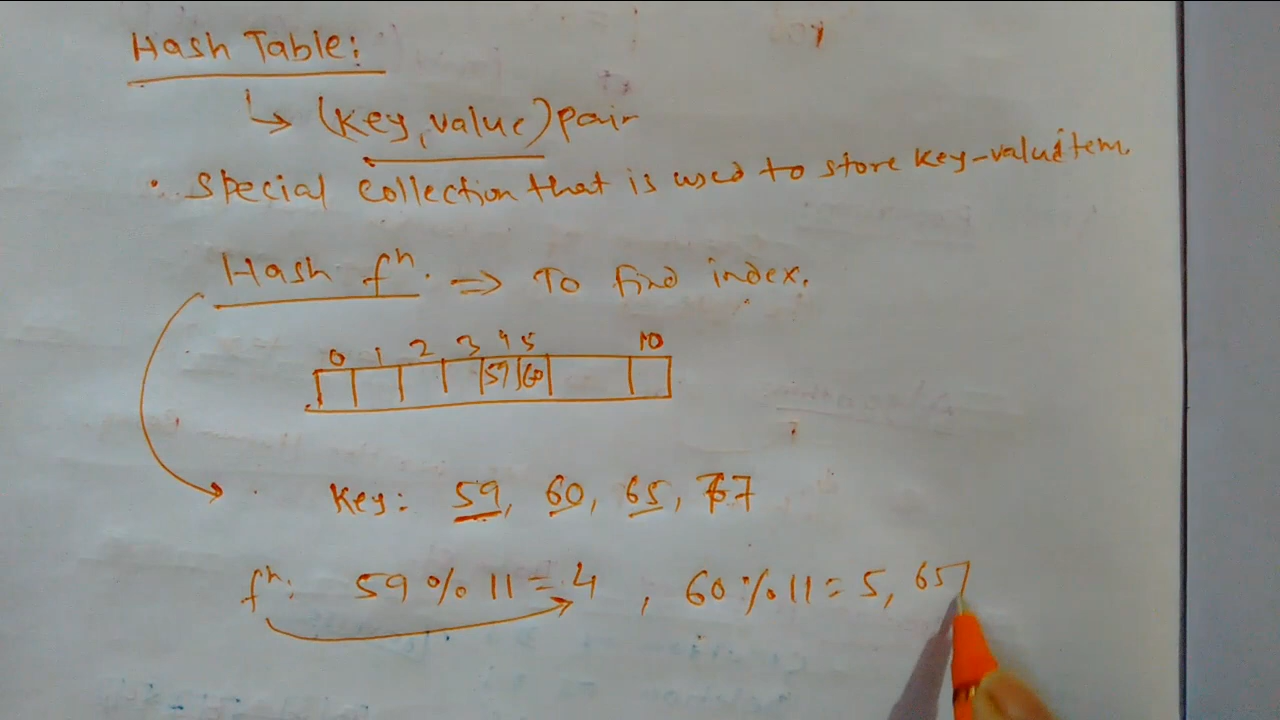 Hash Table:
(Key, value) pair
• Special collection that is used to store key-value item.
Hash fⁿ. ⇒ To find index.
0 1 2 3 4 5 10
59 60
Key: 59, 60, 65,
fⁿ: 59 % 11 = 4 , 60 % 11 = 5, 65